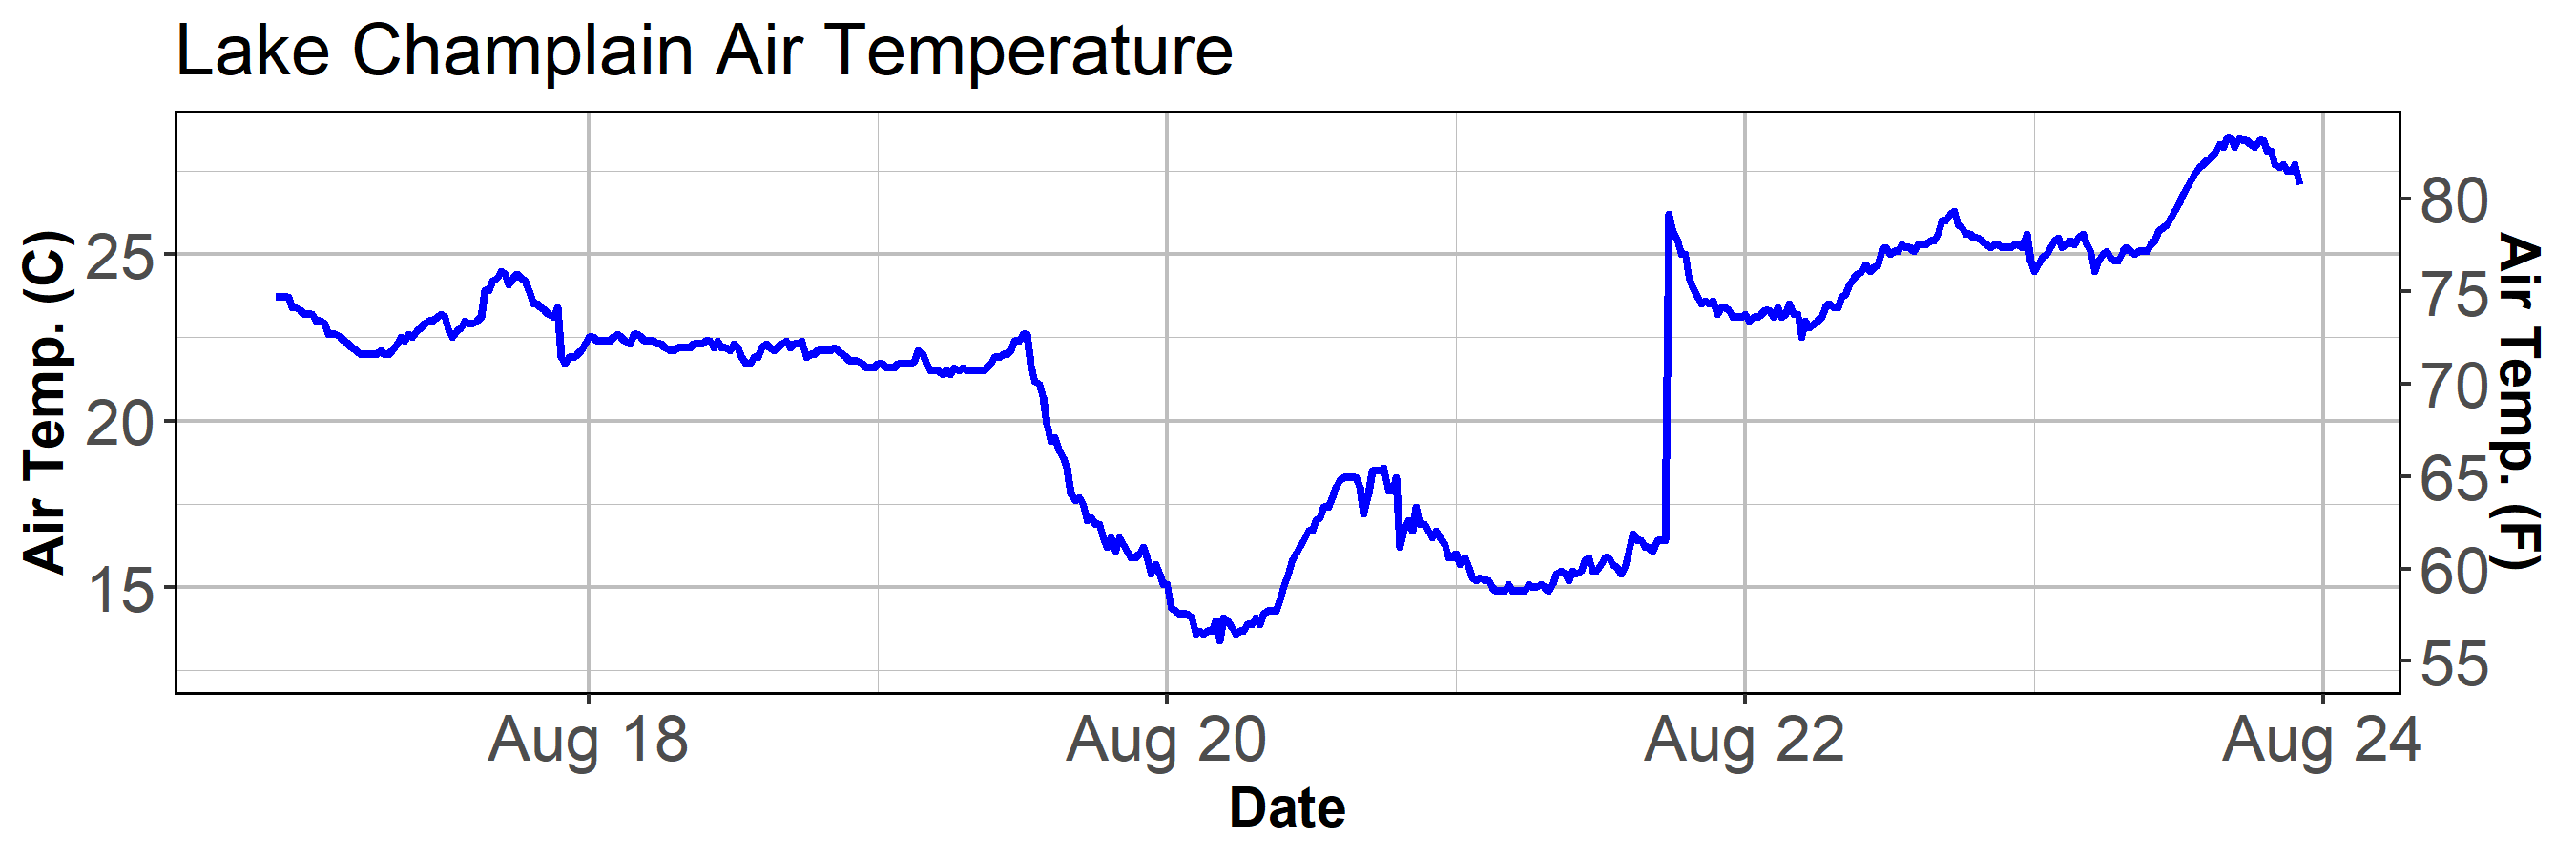 Lake Champlain Air Temperature
Air Temp. (C)
25
20
15
80
75
70
65
60
55
Air Temp. (F)
Aug 18
Aug 20
Aug 22
Aug 24
Date